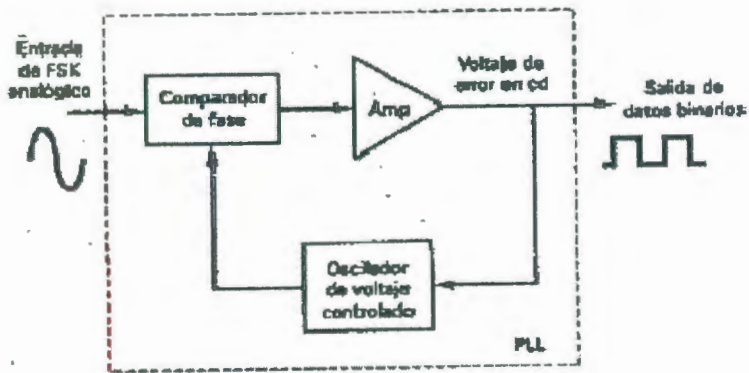 Entrada
de FSK
analógico
Comparador
de fase
Amp
Voltaje de
error en cd
Salida de
datos binarios
Oscilador
de voltaje
controlado
PLL